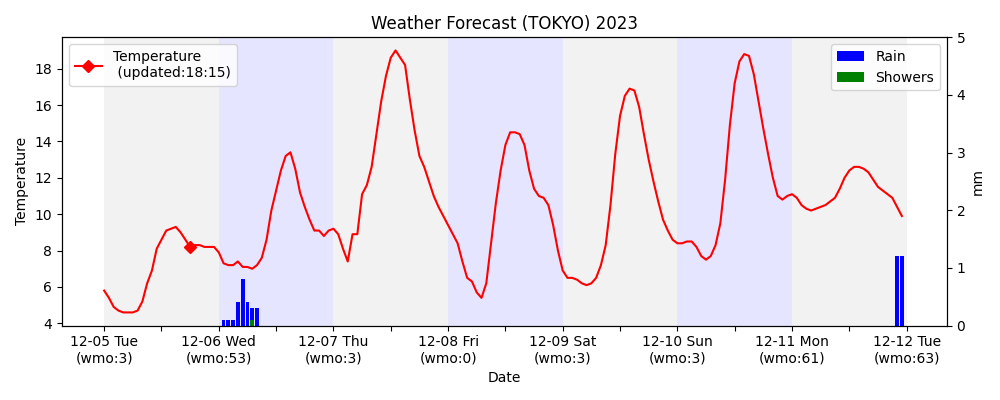 Weather Forecast (TOKYO) 2023
Temperature
(updated:18:15)
Rain
Showers
Temperature
18
16
14
12
10
8
6
4
5
4
3
2
1
0
mm
12-05 Tue
(wmo:3)
12-06 Wed
(wmo:53)
12-07 Thu
(wmo:3)
12-08 Fri
(wmo:0)
12-09 Sat
(wmo:3)
12-10 Sun
(wmo:3)
12-11 Mon
(wmo:61)
12-12 Tue
(wmo:63)
Date